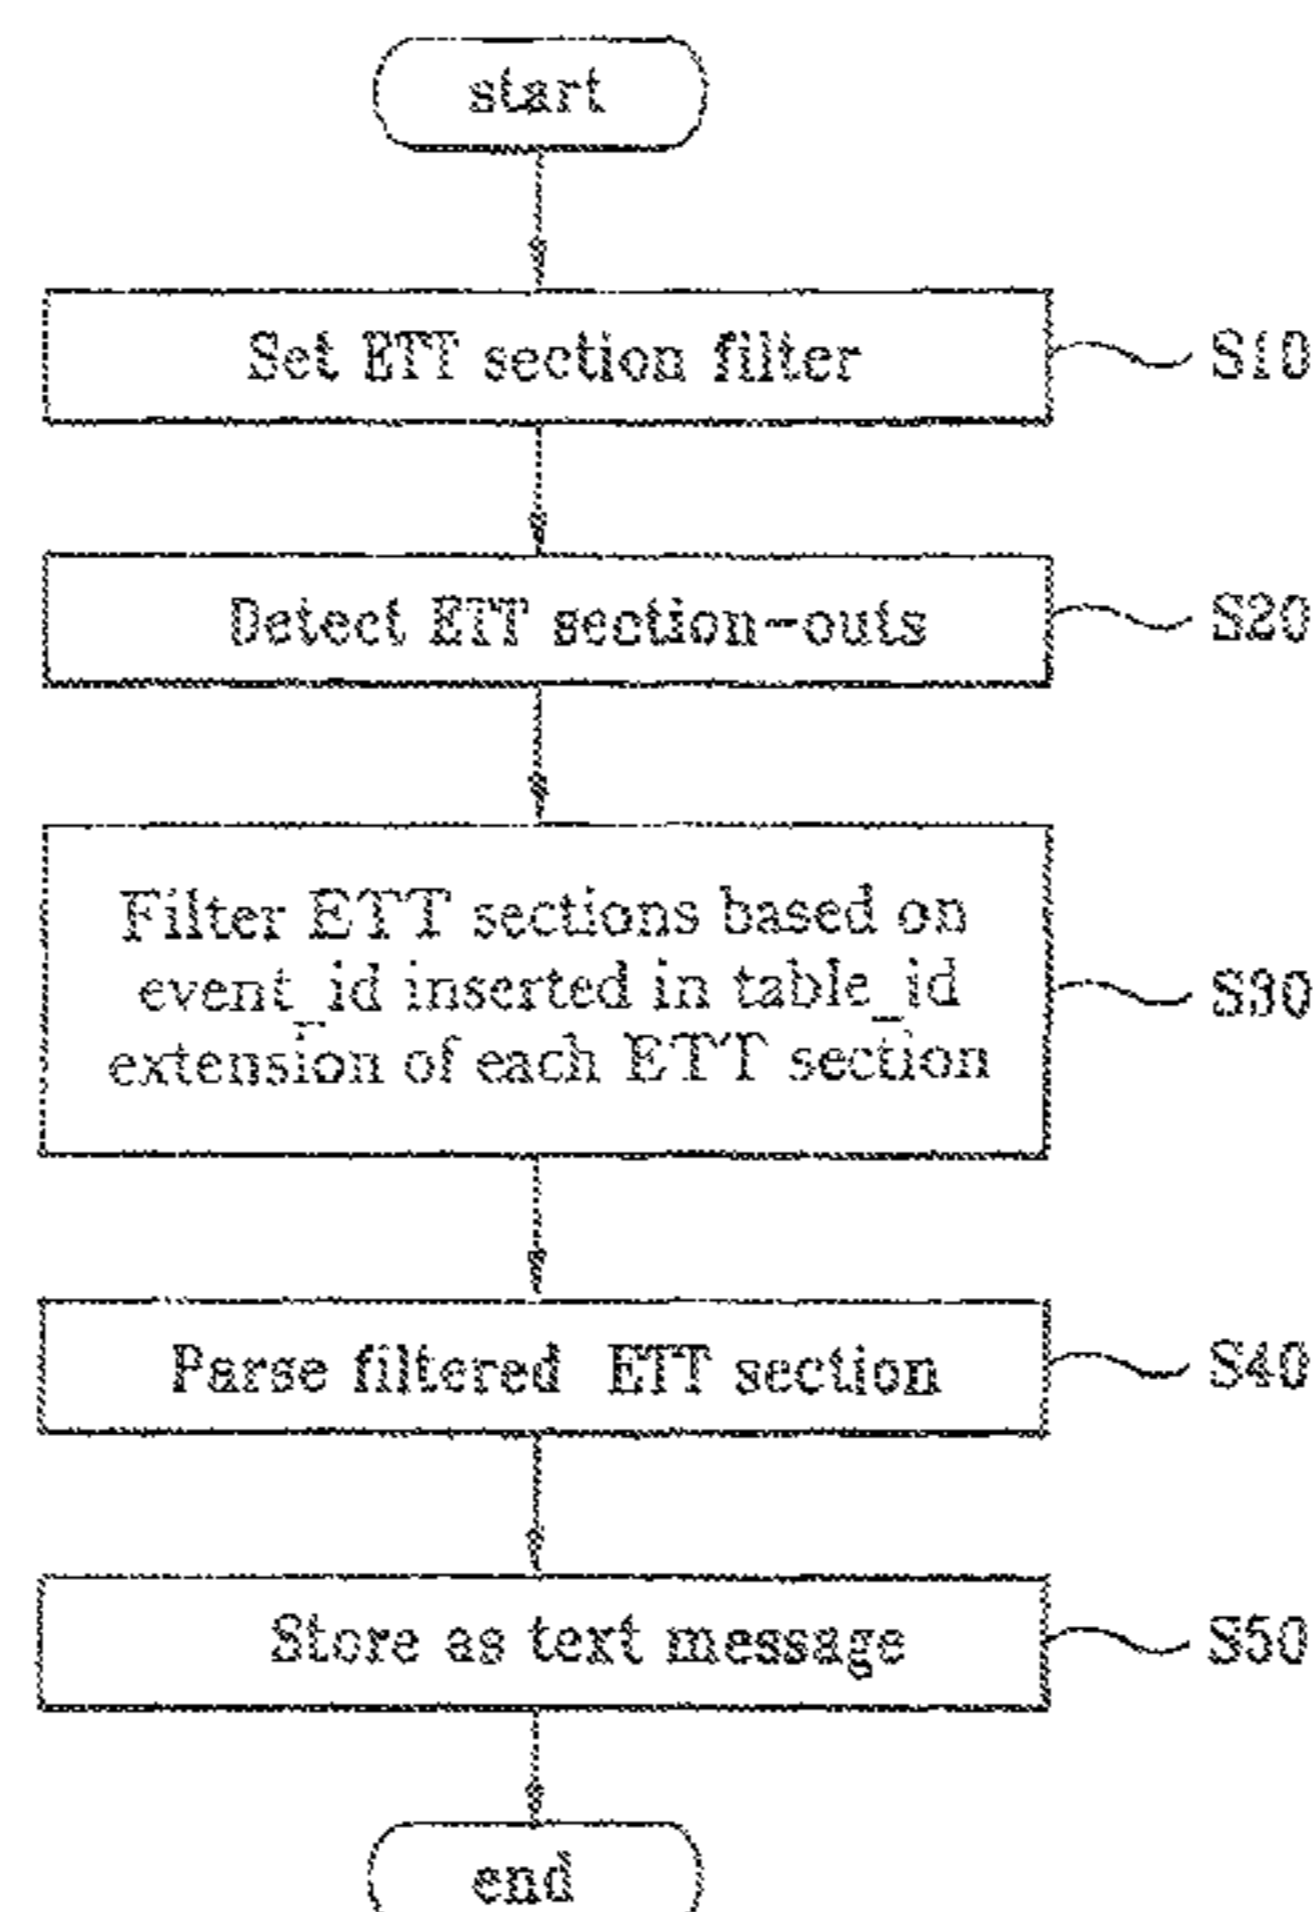 start
Set ETT section filter
S10
Detect ETT section-outs
S20
Filter ETT sections based on
event_id inserted in table_id
extension of each ETT section
S30
Parse filtered ETT section
S40
Store as text message
S50
end